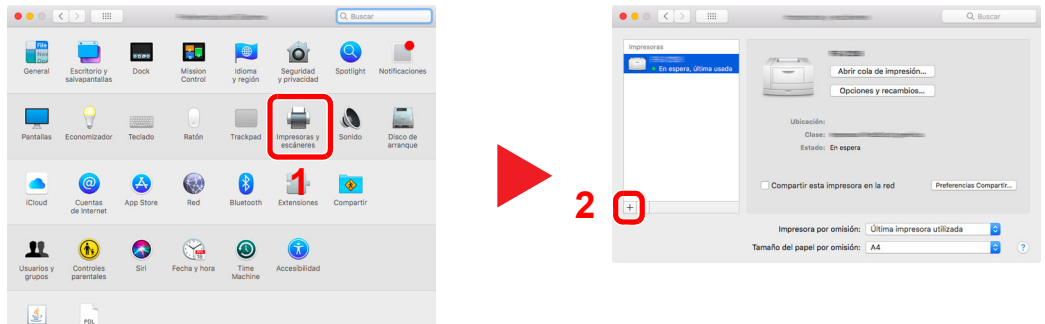 Buscar
File
New
Ope
General
Escritorio y
salvapantallas
Dock
Mission
Control
Idioma
y región
Seguridad
y privacidad
Spotlight
Notificaciones
Pantallas
Economizador
Teclado
Ratón
Trackpad
Impresoras y
escáneres
Sonido
Disco de
arranque
1
iCloud
Cuentas
de Internet
App Store
Red
Bluetooth
Extensiones
Compartir
Usuarios y
grupos
Controles
parentales
Siri
18
Fecha y hora
Time
Machine
Accesibilidad
PDL
2
Buscar
Impresoras
En espera, última usada
Abrir cola de impresión...
Opciones y recambios...
Ubicación:
Clase:
Estado: En espera
Compartir esta impresora en la red
Preferencias Compartir...
+
Impresora por omisión: Última impresora utilizada
Tamaño del papel por omisión: A4
?